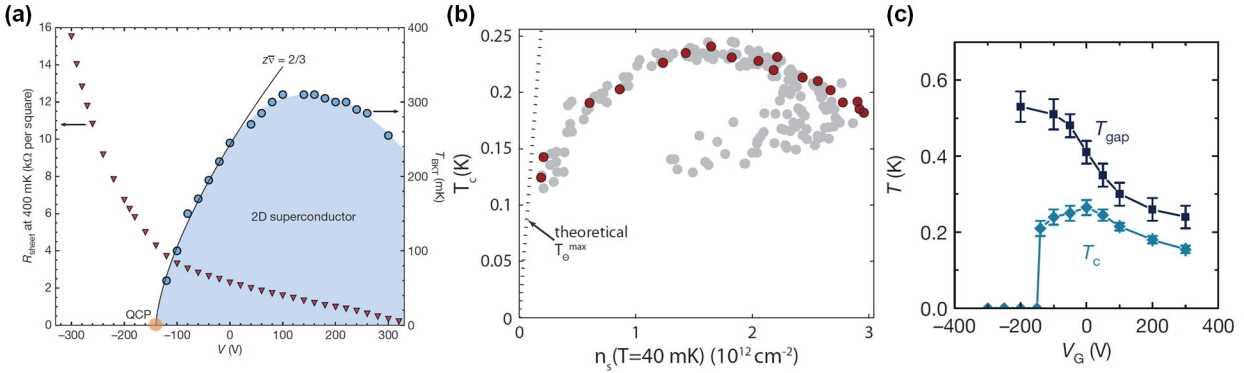 (a)
R_sheet at 400 mK (kΩ per square)
16
14
12
10
8
6
4
2
0
zν̄ = 2/3
2D superconductor
QCP
400
300
200
100
0
T_BKT (mK)
−300
−200
−100
0
100
200
300
V (V)
(b)
T_c(K)
0.25
0.2
0.15
0.1
0.05
0
theoretical
T_Θ^max
0
1
2
3
n_s(T=40 mK) (10^12 cm^-2)
(c)
T (K)
0.6
0.4
0.2
0.0
T_gap
T_c
−400
−200
0
200
400
V_G (V)